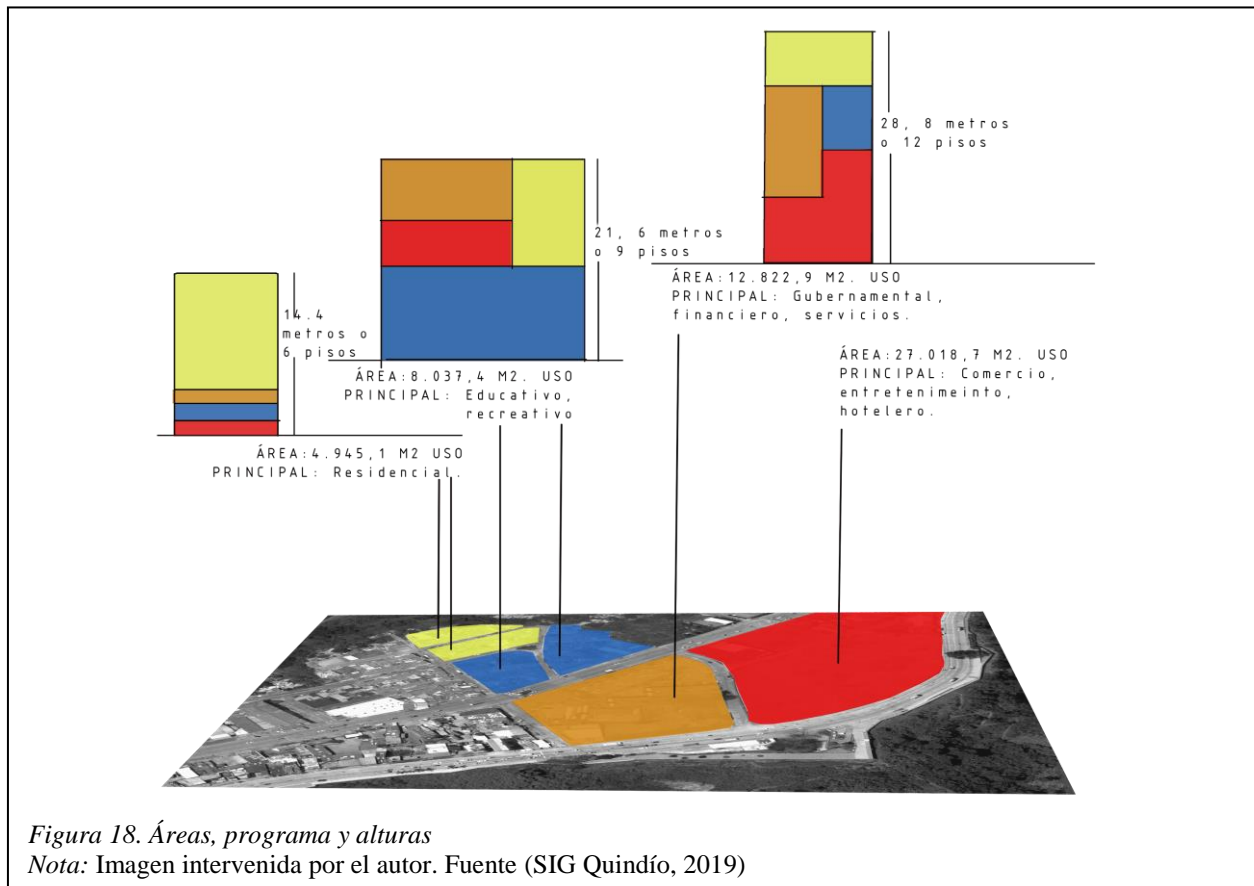 28, 8 metros
o 12 pisos
21, 6 metros
o 9 pisos
ÁREA:12.822,9 M2. USO
PRINCIPAL: Gubernamental,
financiero, servicios.
14.4
metros o
6 pisos
ÁREA:27.018,7 M2. USO
PRINCIPAL: Comercio,
entretenimeinto,
hotelero.
ÁREA:8.037,4 M2. USO
PRINCIPAL: Educativo,
recreativo
ÁREA:4.945,1 M2 USO
PRINCIPAL: Residencial.
Figura 18. Áreas, programa y alturas
Nota: Imagen intervenida por el autor. Fuente (SIG Quindío, 2019)